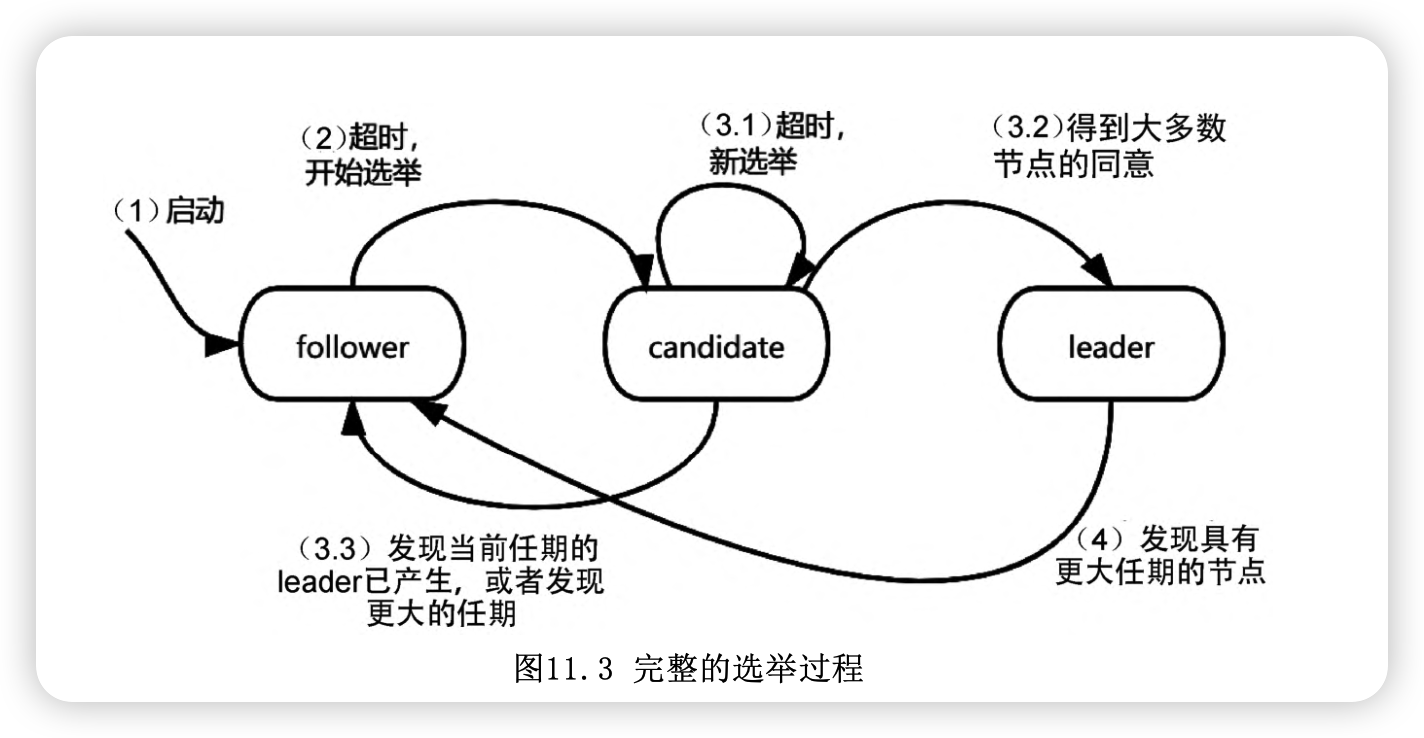 （2）超时，
开始选举
（3.1）超时，
新选举
（3.2）得到大多数
节点的同意
（1）启动
follower
candidate
leader
（3.3）发现当前任期的
leader已产生，或者发现
更大的任期
（4）发现具有
更大任期的节点
图11.3 完整的选举过程